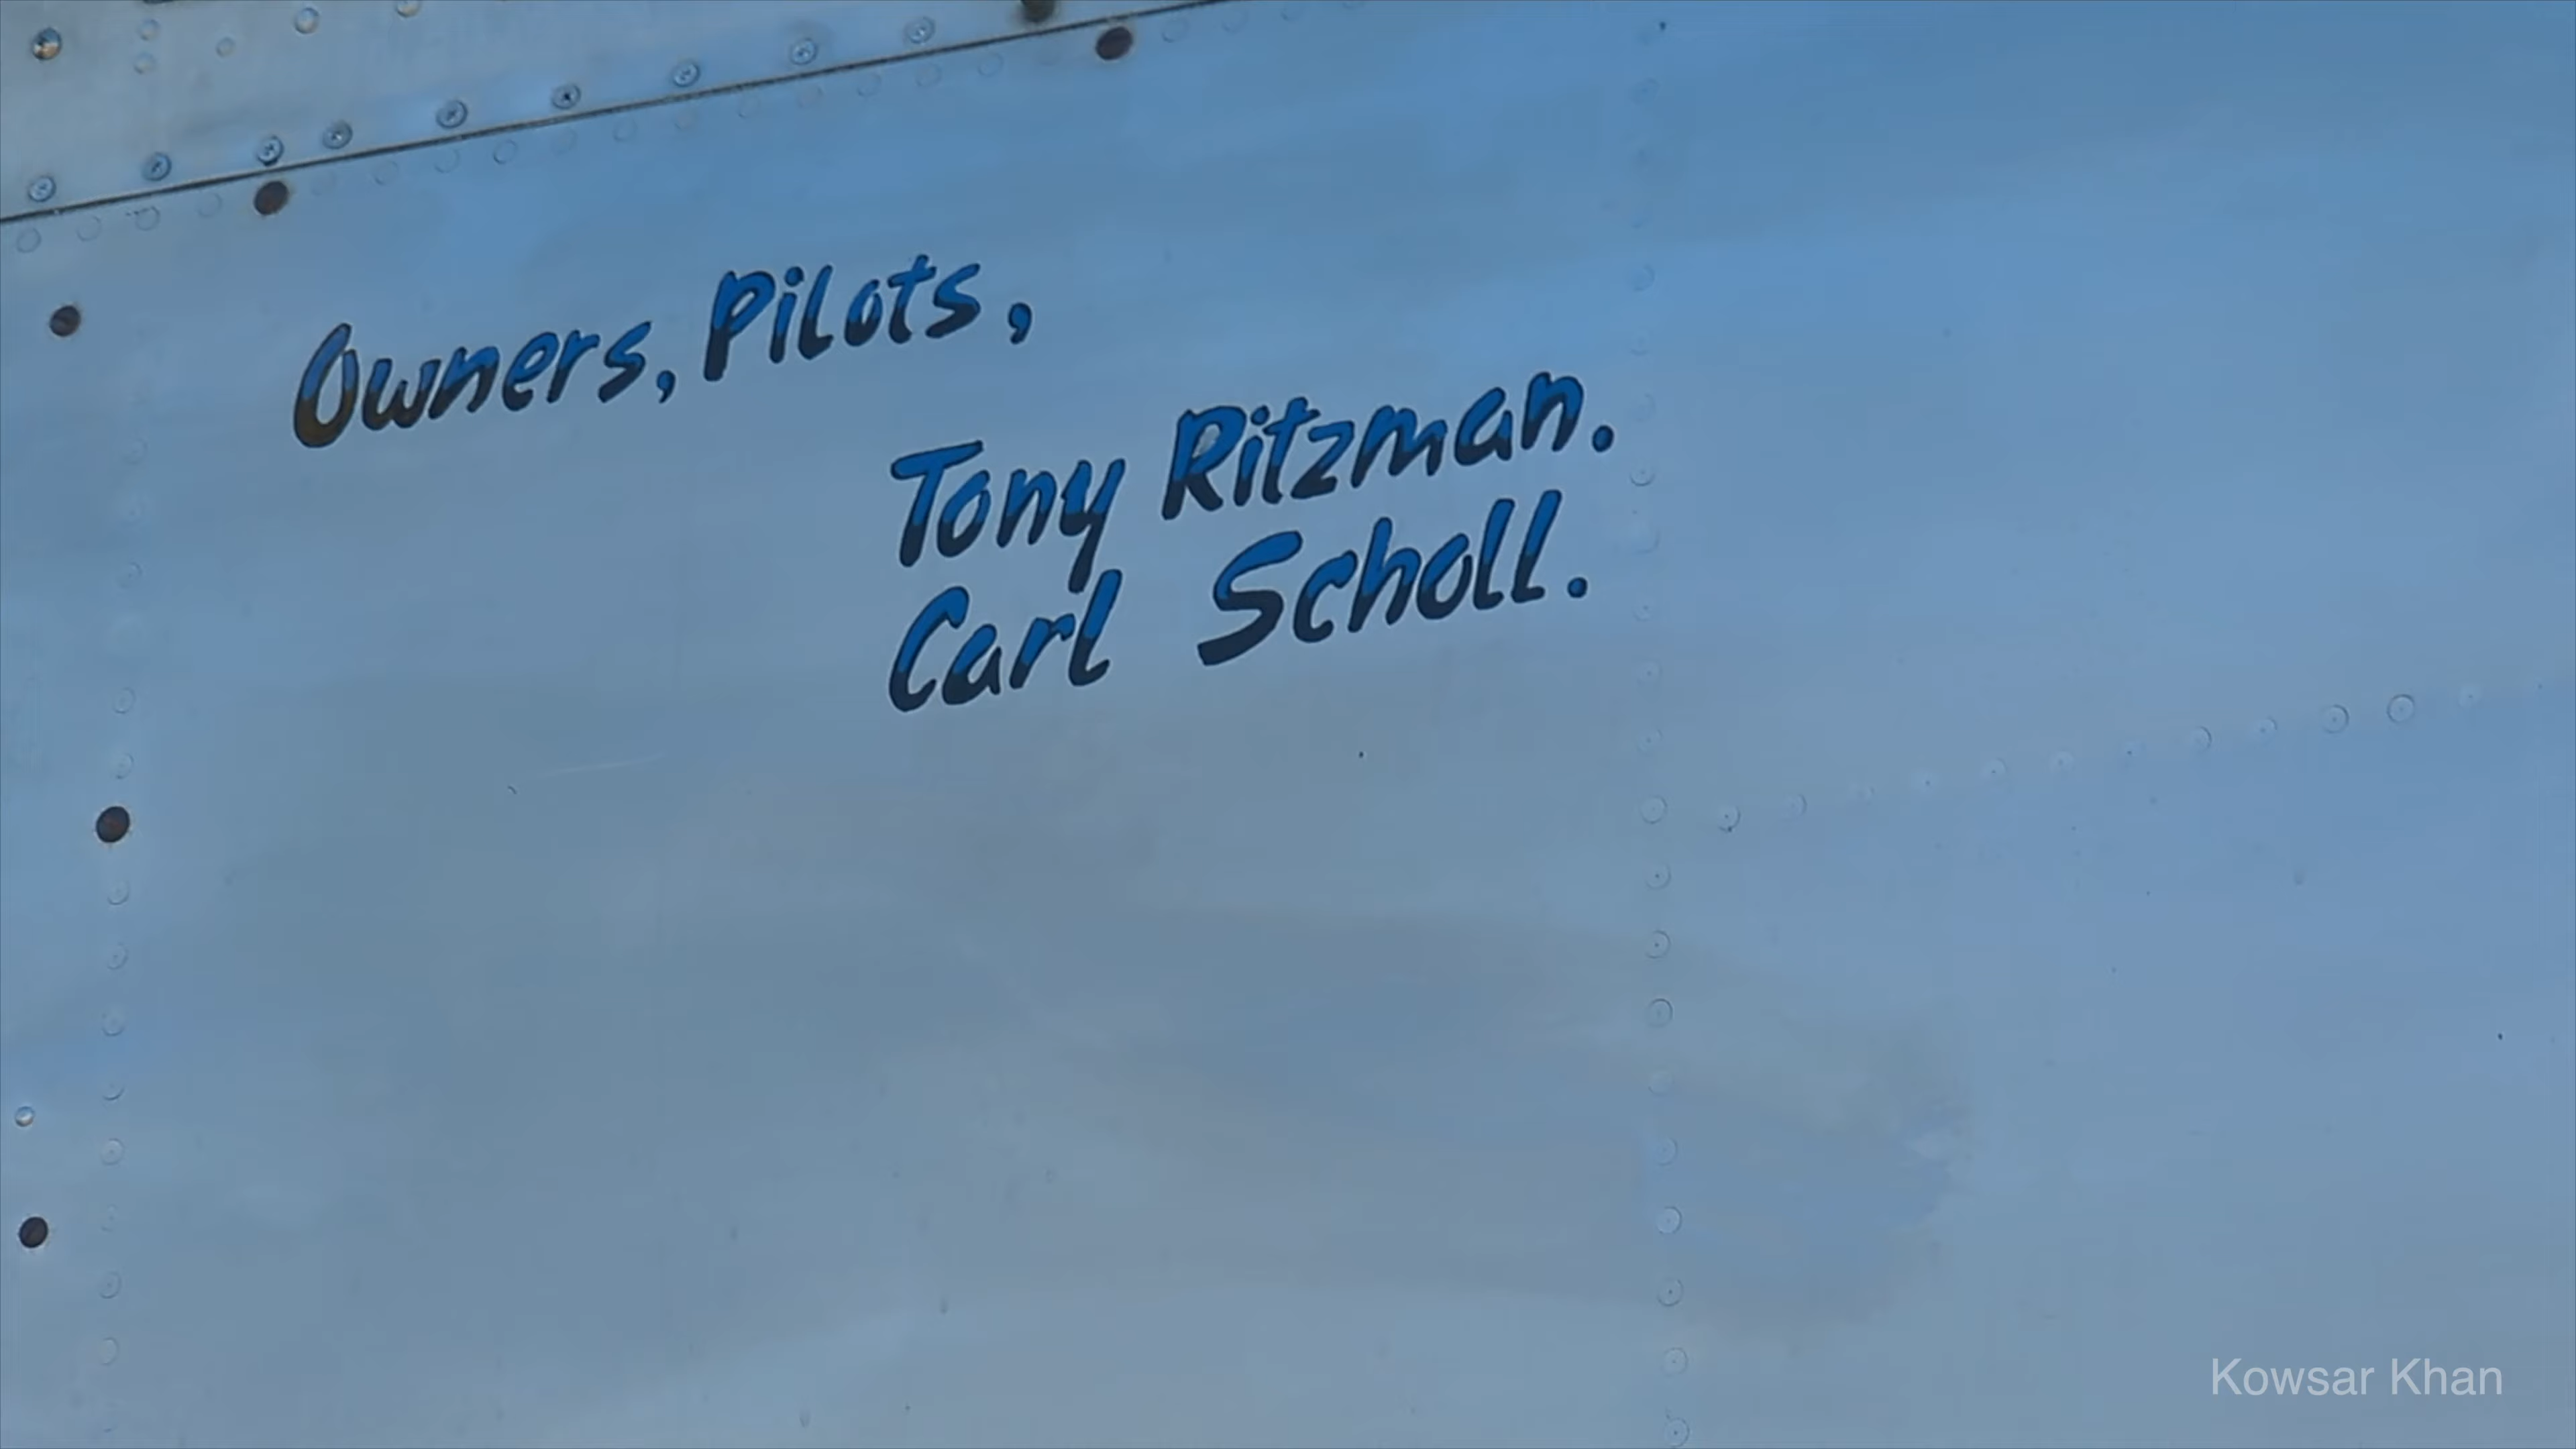 Owners, Pilots,
Tony Ritzman.
Carl Scholl.
Kowsar Khan